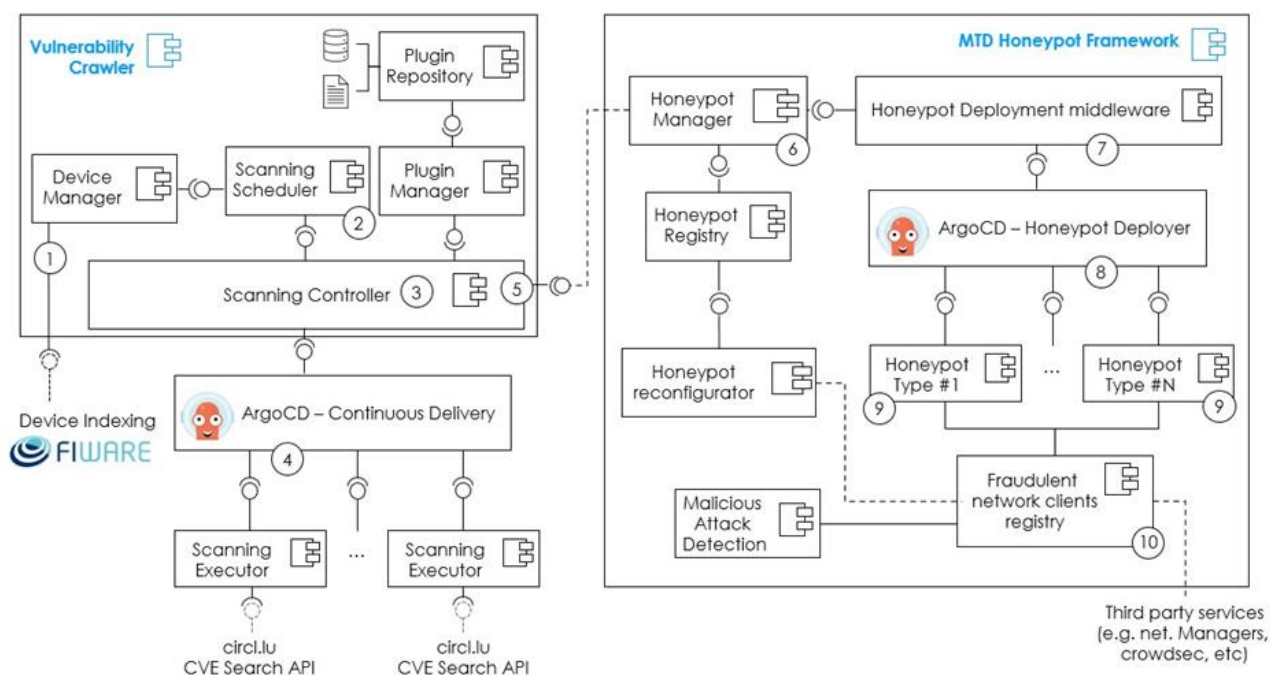 Vulnerability
Crawler
Plugin
Repository
Device
Manager
Scanning
Scheduler
Plugin
Manager
1
2
Scanning Controller
3
5
Device Indexing
FIWARE
ArgoCD – Continuous Delivery
4
Scanning
Executor
...
Scanning
Executor
circl.lu
CVE Search API
circl.lu
CVE Search API
MTD Honeypot Framework
Honeypot
Manager
6
Honeypot Deployment middleware
7
Honeypot
Registry
ArgoCD – Honeypot Deployer
8
Honeypot
reconfigurator
Honeypot
Type #1
9
...
...
Honeypot
Type #N
9
Malicious
Attack
Detection
Fraudulent
network clients
registry
10
Third party services
(e.g. net. Managers,
crowdsec, etc)